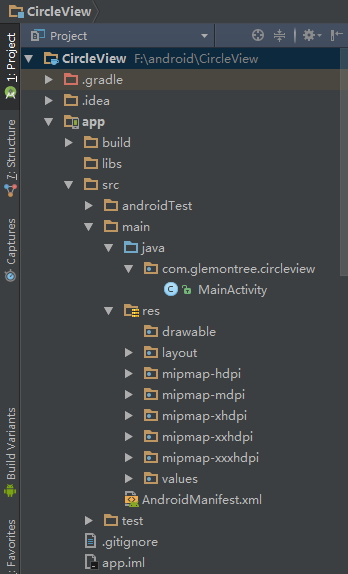 CircleView
1: Project
Project
CircleView F:\android\CircleView
.gradle
.idea
app
build
libs
src
androidTest
main
java
com.glemontree.circleview
MainActivity
res
drawable
layout
mipmap-hdpi
mipmap-mdpi
mipmap-xhdpi
mipmap-xxhdpi
mipmap-xxxhdpi
values
AndroidManifest.xml
test
.gitignore
app.iml
7: Structure
Captures
Build Variants
: Favorites